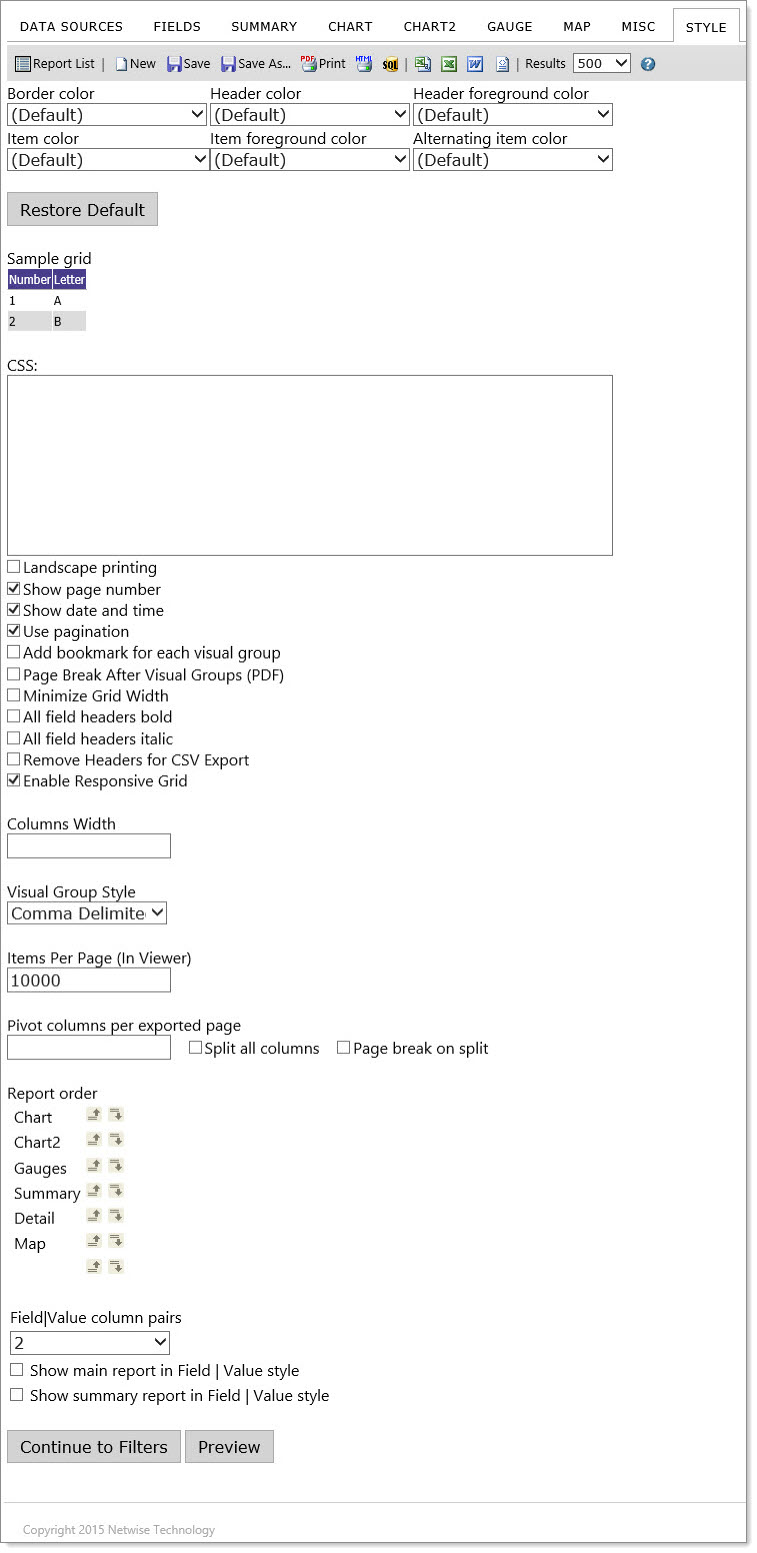 DATA SOURCES FIELDS SUMMARY CHART CHART2 GAUGE MAP MISC STYLE
Report List | New Save Save As... PDF Print HTML SQL | Results 500 ?
Border color Header color Header foreground color
(Default) (Default) (Default)
Item color Item foreground color Alternating item color
(Default) (Default) (Default)
Restore Default
Sample grid
Number Letter
1 A
2 B
CSS:
Landscape printing
Show page number
Show date and time
Use pagination
Add bookmark for each visual group
Page Break After Visual Groups (PDF)
Minimize Grid Width
All field headers bold
All field headers italic
Remove Headers for CSV Export
Enable Responsive Grid
Columns Width
Visual Group Style
Comma Delimite
Items Per Page (In Viewer)
10000
Pivot columns per exported page
Split all columns Page break on split
Report order
Chart
Chart2
Gauges
Summary
Detail
Map
Field|Value column pairs
2
Show main report in Field | Value style
Show summary report in Field | Value style
Continue to Filters Preview
Copyright 2015 Netwise Technology